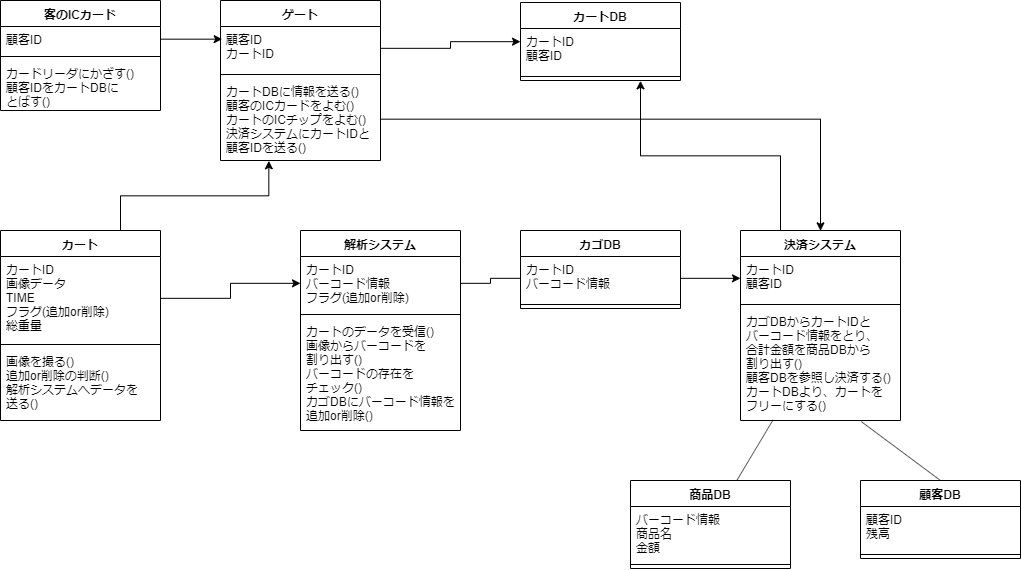 客のICカード
顧客ID
カードリーダにかざす()
顧客IDをカートDBに
とばす()
ゲート
顧客ID
カートID
カートDBに情報を送る()
顧客のICカードをよむ()
カートのICチップをよむ()
決済システムにカートIDと
顧客IDを送る()
カートDB
カートID
顧客ID
カート
カートID
画像データ
TIME
フラグ(追加or削除)
総重量
画像を撮る()
追加or削除の判断()
解析システムへデータを
送る()
解析システム
カートID
バーコード情報
フラグ(追加or削除)
カートのデータを受信()
画像からバーコードを
割り出す()
バーコードの存在を
チェック()
カゴDBにバーコード情報を
追加or削除()
カゴDB
カートID
バーコード情報
決済システム
カートID
顧客ID
カゴDBからカートIDと
バーコード情報をとり、
合計金額を商品DBから
割り出す()
顧客DBを参照し決済する()
カートDBより、カートを
フリーにする()
商品DB
バーコード情報
商品名
金額
顧客DB
顧客ID
残高